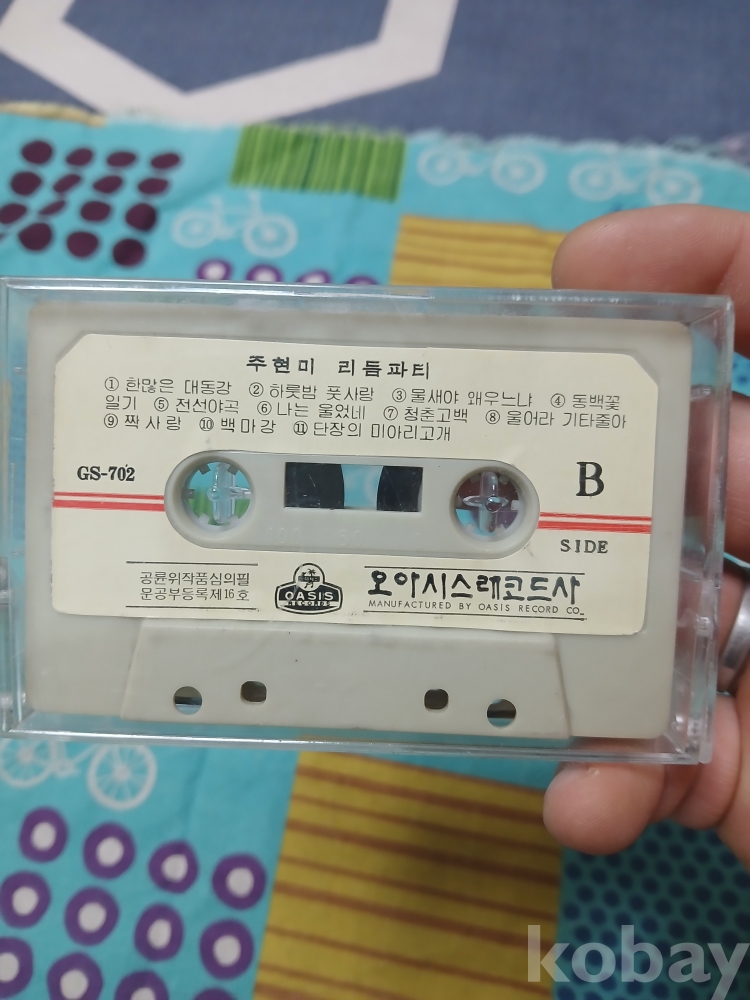 주현미 리듬파티
① 한많은 대동강 ② 하룻밤 풋사랑 ③ 물새야 왜우느냐 ④ 동백꽃
일기 ⑤ 전선야곡 ⑥ 나는 울었네 ⑦ 청춘고백 ⑧ 울어라 기타줄아
⑨ 짝사랑 ⑩ 백마강 ⑪ 단장의 미아리고개
GS-702
B
SIDE
공륜위작품심의필
문공부등록제16호
OASIS
RECORDS
오아시스레코드사
MANUFACTURED BY OASIS RECORD CO.
kobay